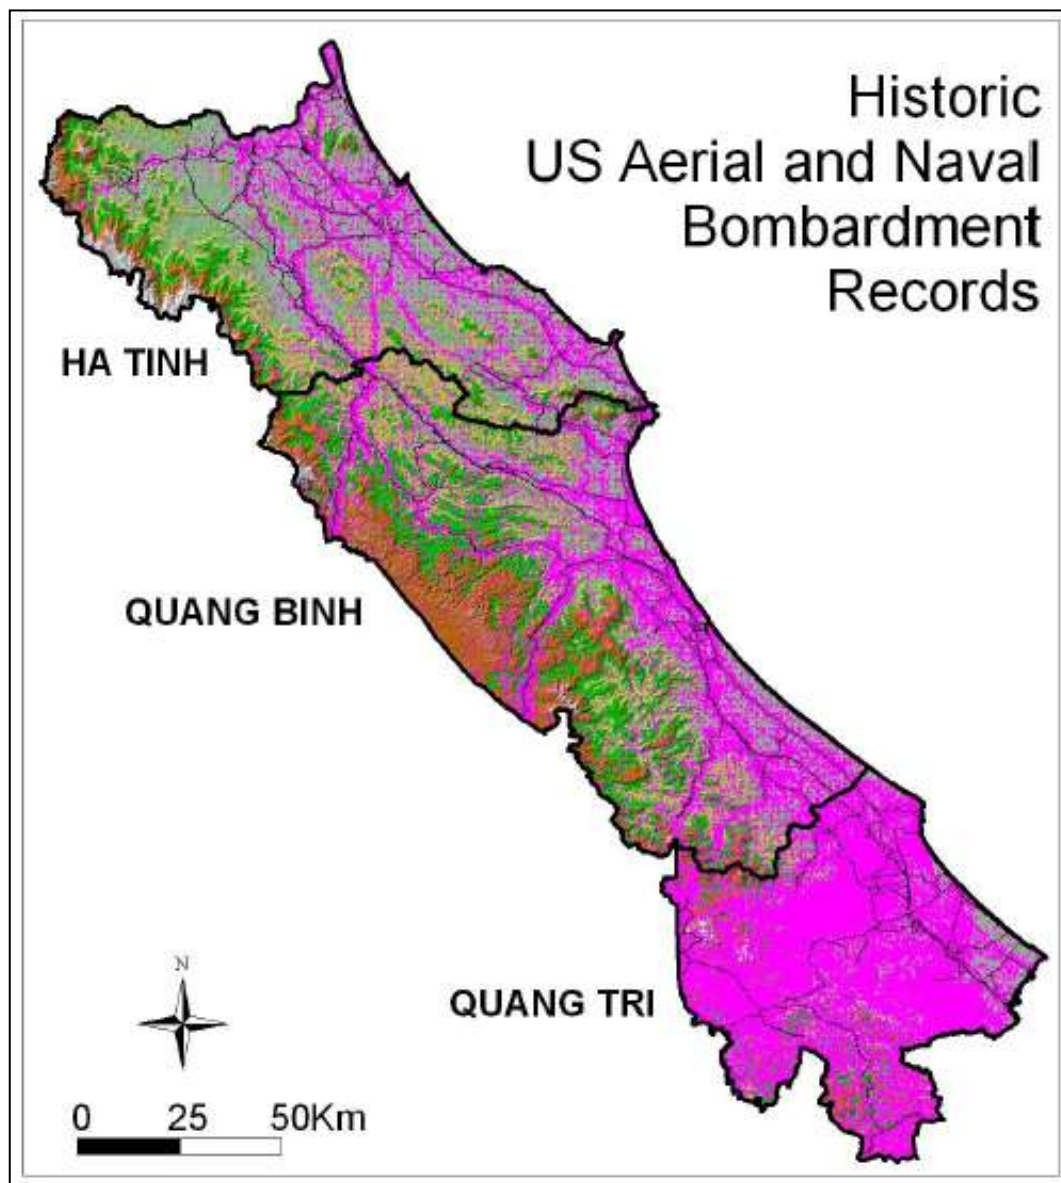 Historic
US Aerial and Naval
Bombardment
Records
HA TINH
QUANG BINH
QUANG TRI
N
0 25 50Km